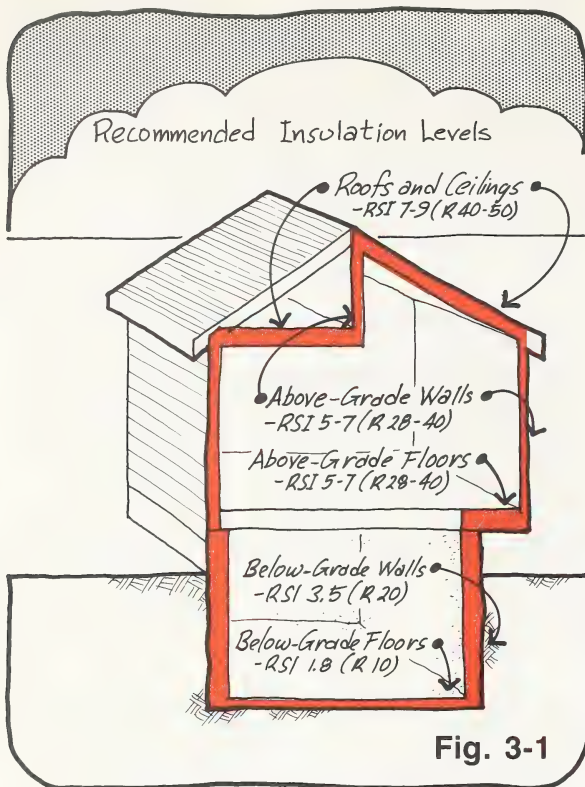 Recommended Insulation Levels
Roofs and Ceilings
-RSI 7-9 (R 40-50)
Above-Grade Walls
-RSI 5-7 (R 28-40)
Above-Grade Floors
-RSI 5-7 (R 28-40)
Below-Grade Walls
-RSI 3.5 (R 20)
Below-Grade Floors
-RSI 1.8 (R 10)
Fig. 3-1